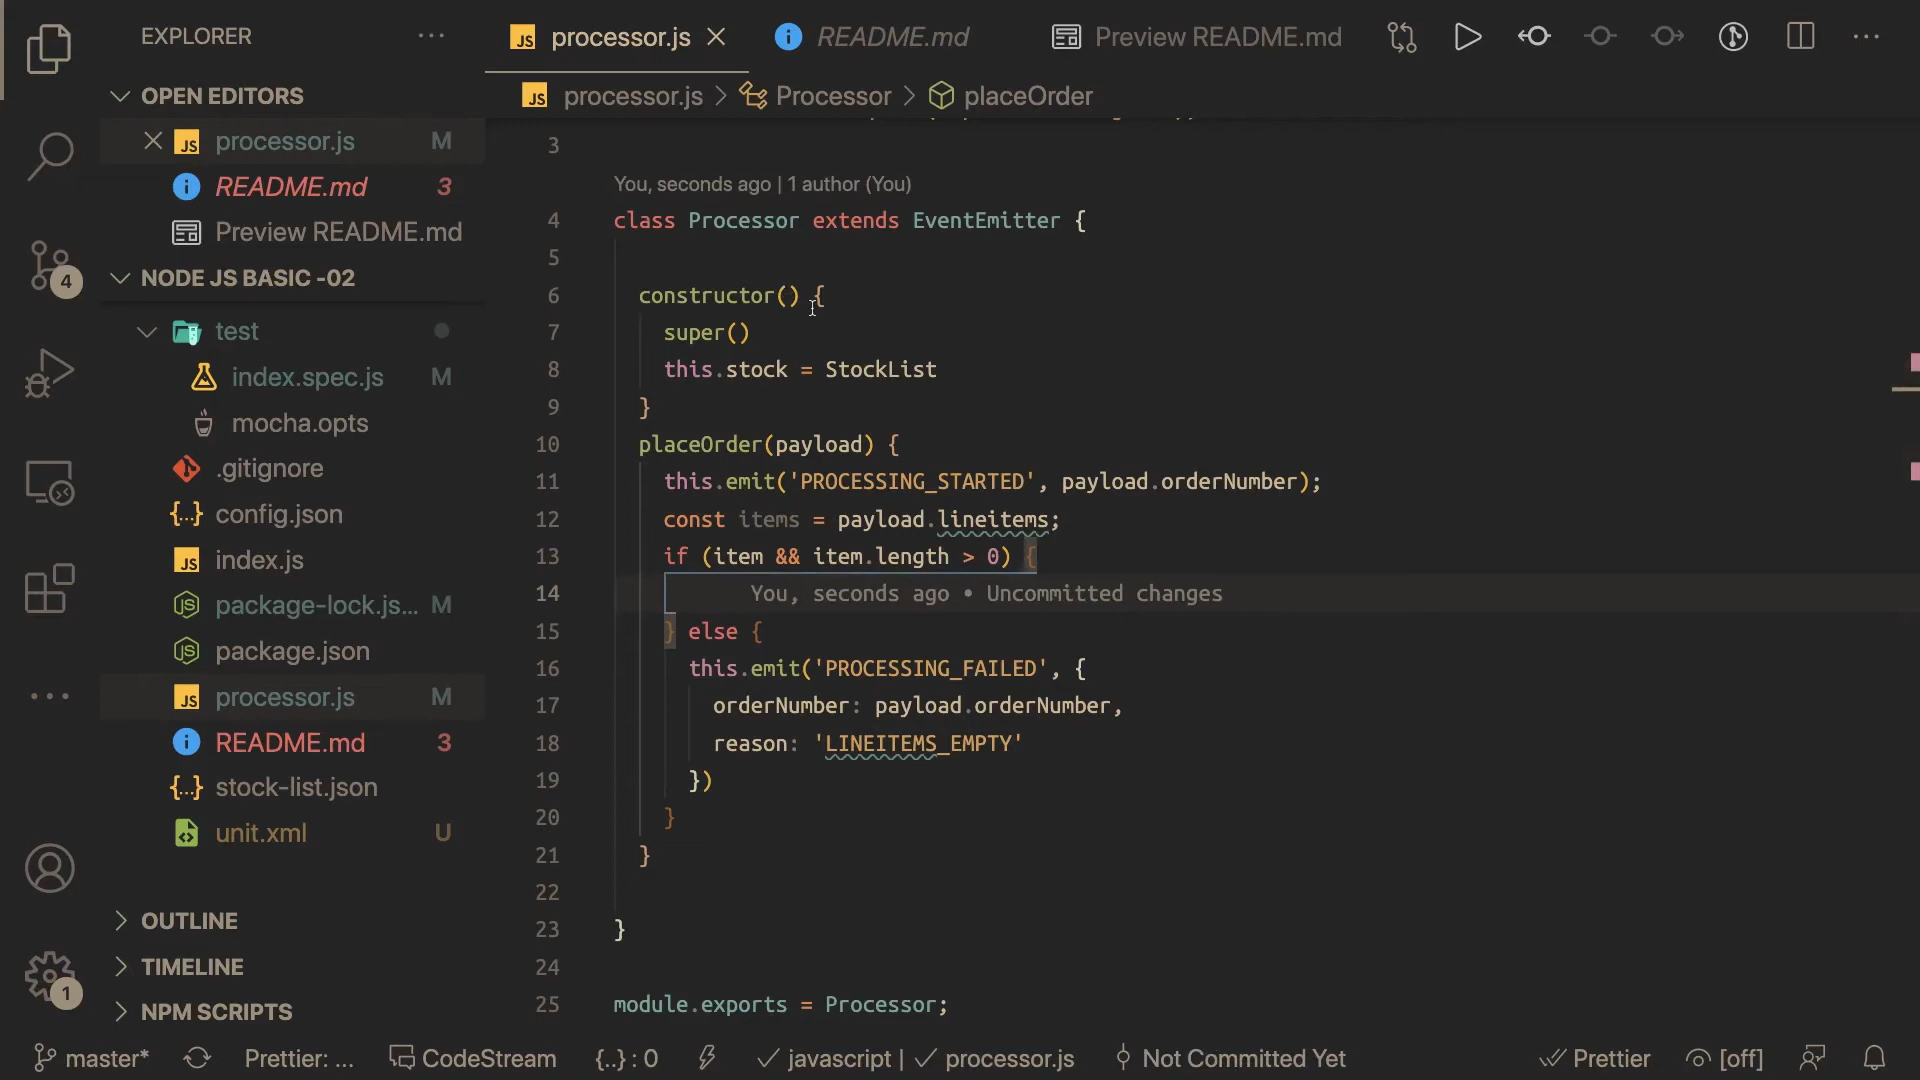 EXPLORER
processor.js
README.md
Preview README.md
OPEN EDITORS
processor.js > Processor > placeOrder
processor.js M
README.md 3
Preview README.md
NODE JS BASIC -02
test
index.spec.js M
mocha.opts
.gitignore
config.json
index.js
package-lock.js... M
package.json
processor.js M
README.md 3
stock-list.json
unit.xml U
OUTLINE
TIMELINE
NPM SCRIPTS
3
You, seconds ago | 1 author (You)
4 class Processor extends EventEmitter {
5
6 constructor() {
7 super()
8 this.stock = StockList
9 }
10 placeOrder(payload) {
11 this.emit('PROCESSING_STARTED', payload.orderNumber);
12 const items = payload.lineitems;
13 if (item && item.length > 0) {
14 You, seconds ago • Uncommitted changes
15 } else {
16 this.emit('PROCESSING_FAILED', {
17 orderNumber: payload.orderNumber,
18 reason: 'LINEITEMS_EMPTY'
19 })
20 }
21 }
22
23 }
24
25 module.exports = Processor;
4
1
master* Prettier: ... CodeStream {..} : 0 javascript | processor.js Not Committed Yet Prettier [off]